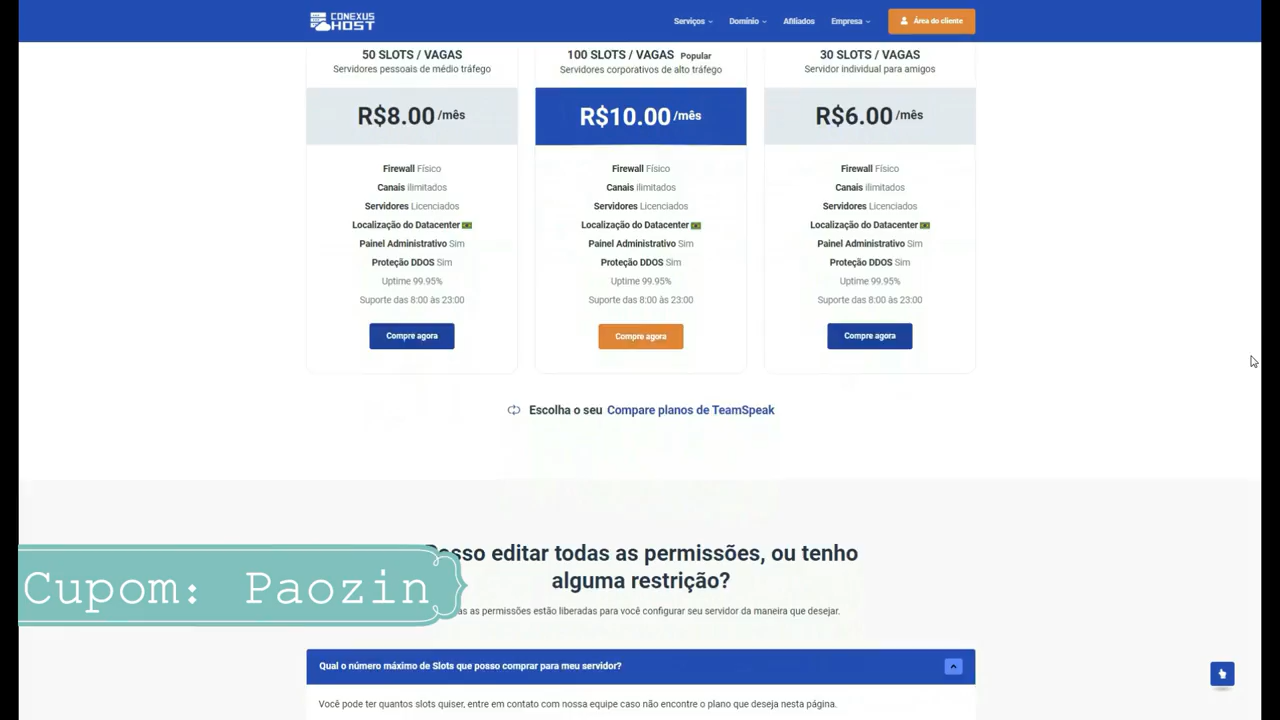 CONEXUS
HOST
Serviços
Domínio
Afiliados
Empresa
Área do cliente
50 SLOTS / VAGAS
Servidores pessoais de médio tráfego
R$8.00 /mês
Firewall Físico
Canais ilimitados
Servidores Licenciados
Localização do Datacenter
Painel Administrativo Sim
Proteção DDOS Sim
Uptime 99.95%
Suporte das 8:00 às 23:00
Compre agora
100 SLOTS / VAGAS Popular
Servidores corporativos de alto tráfego
R$10.00 /mês
Firewall Físico
Canais ilimitados
Servidores Licenciados
Localização do Datacenter
Painel Administrativo Sim
Proteção DDOS Sim
Uptime 99.95%
Suporte das 8:00 às 23:00
Compre agora
30 SLOTS / VAGAS
Servidor individual para amigos
R$6.00 /mês
Firewall Físico
Canais ilimitados
Servidores Licenciados
Localização do Datacenter
Painel Administrativo Sim
Proteção DDOS Sim
Uptime 99.95%
Suporte das 8:00 às 23:00
Compre agora
Escolha o seu Compare planos de TeamSpeak
Posso editar todas as permissões, ou tenho
alguma restrição?
as permissões estão liberadas para você configurar seu servidor da maneira que desejar.
Cupom: Paozin
Qual o número máximo de Slots que posso comprar para meu servidor?
Você pode ter quantos slots quiser, entre em contato com nossa equipe caso não encontre o plano que deseja nesta página.